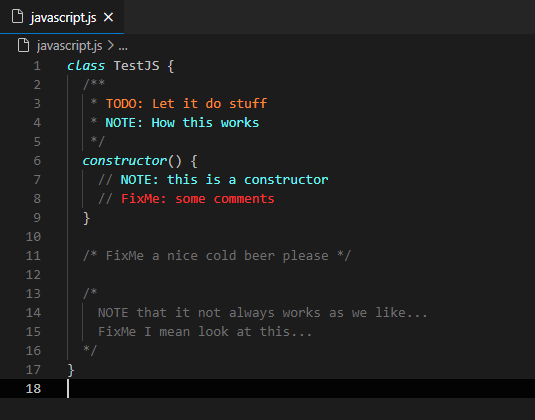 javascript.js ×
javascript.js > ...
1 class TestJS {
2 /**
3 * TODO: Let it do stuff
4 * NOTE: How this works
5 */
6 constructor() {
7 // NOTE: this is a constructor
8 // FixMe: some comments
9 }
10
11 /* FixMe a nice cold beer please */
12
13 /*
14 NOTE that it not always works as we like...
15 FixMe I mean look at this...
16 */
17 }
18